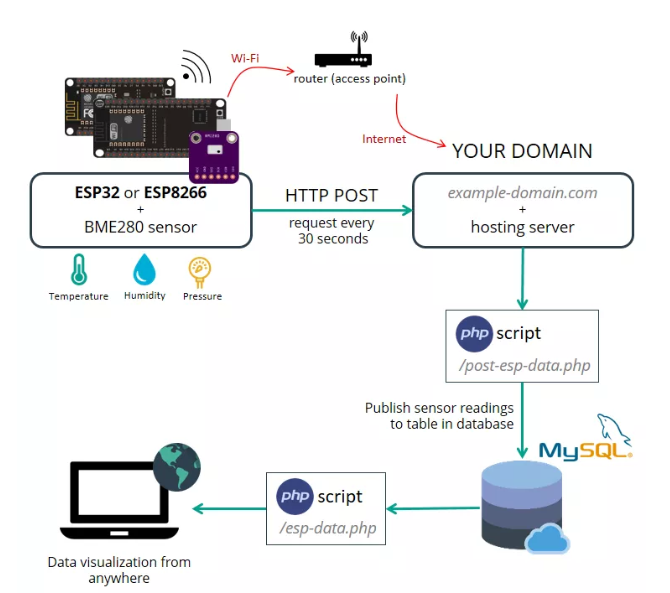 Wi-Fi
router (access point)
Internet
BME280
YOUR DOMAIN
ESP32 or ESP8266
+
BME280 sensor
HTTP POST
request every
30 seconds
example-domain.com
+
hosting server
Temperature
Humidity
Pressure
php script
/post-esp-data.php
Publish sensor readings
to table in database
MySQL®
php script
/esp-data.php
Data visualization from
anywhere